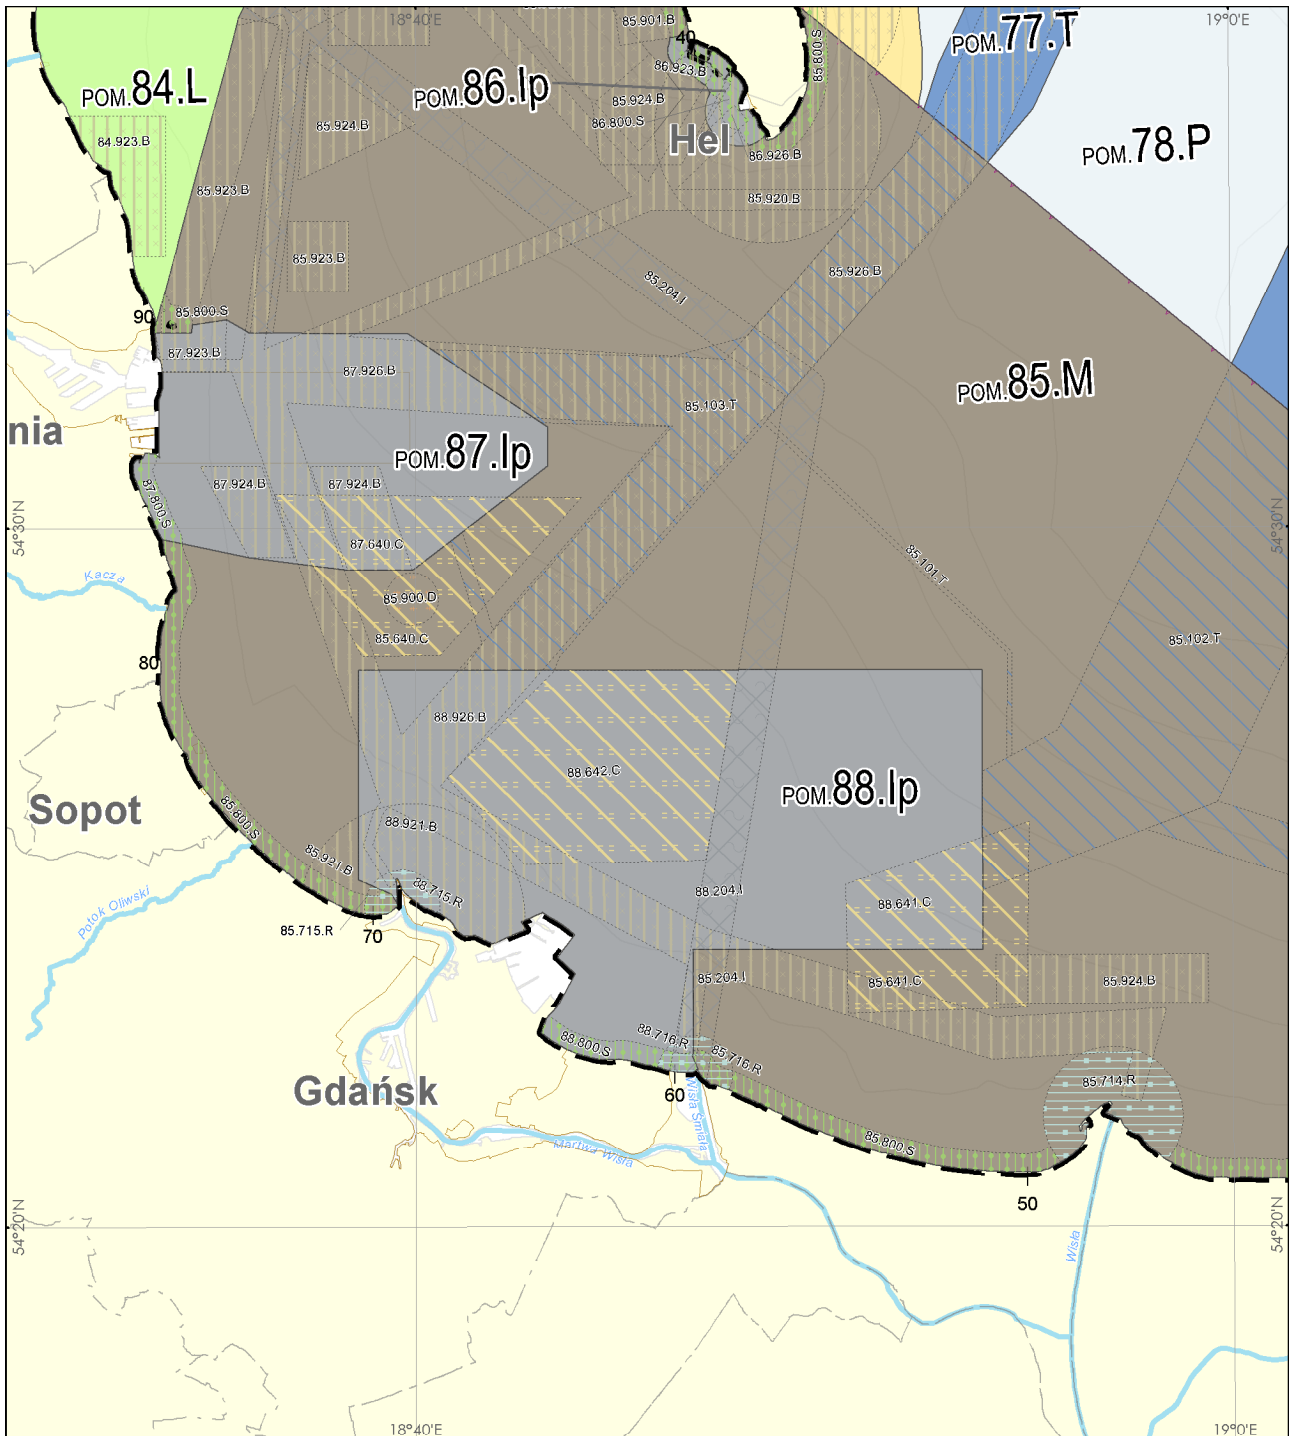 18°40'E
19°0'E
85.901.B
40
POM.77.T
85.800.S
86.923.B
POM.84.L
POM.86.Ip
85.924.B
86.800.S
85.924.B
84.923.B
Hel
POM.78.P
86.926.B
85.923.B
85.920.B
85.923.B
85.926.B
85.204.I
85.800.S
90
87.923.B
87.926.B
POM.85.M
85.103.T
nia
POM.87.Ip
87.924.B
87.924.B
87.800.S
54°30'N
54°30'N
87.640.C
85.101.T
Kacza
85.900.D
85.640.C
85.102.T
80
88.926.B
88.642.C
POM.88.Ip
Sopot
85.800.S
88.921.B
85.921.B
88.715.R
88.204.I
Potok Oliwski
88.641.C
85.715.R
70
85.204.I
85.641.C
85.924.B
88.800.S
88.716.R
85.716.R
Gdańsk
60
Wisła Śmiała
85.714.R
85.800.S
Martwa Wisła
50
54°20'N
54°20'N
Wisła
18°40'E
19°0'E